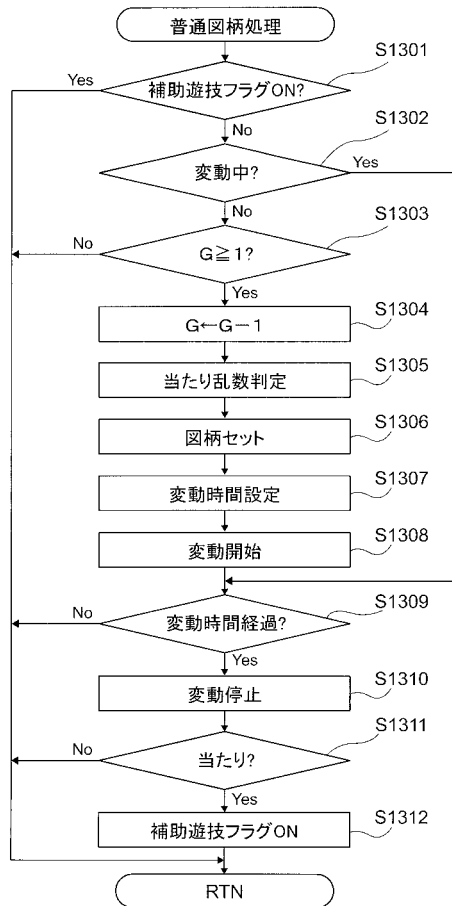 普通図柄処理
S1301
Yes
補助遊技フラグON?
No
S1302
変動中?
Yes
No
S1303
No
G≧1?
Yes
S1304
G←G－1
S1305
当たり乱数判定
S1306
図柄セット
S1307
変動時間設定
S1308
変動開始
S1309
No
変動時間経過?
Yes
S1310
変動停止
S1311
No
当たり?
Yes
S1312
補助遊技フラグON
RTN